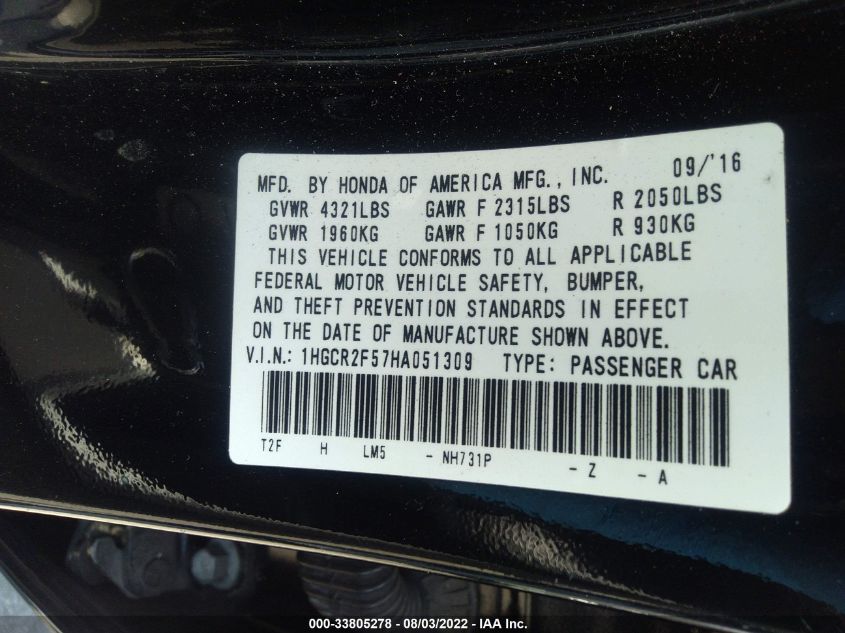 MFD. BY HONDA OF AMERICA MFG., INC. 09/'16
GVWR 4321LBS GAWR F 2315LBS R 2050LBS
GVWR 1960KG GAWR F 1050KG R 930KG
THIS VEHICLE CONFORMS TO ALL APPLICABLE
FEDERAL MOTOR VEHICLE SAFETY, BUMPER,
AND THEFT PREVENTION STANDARDS IN EFFECT
ON THE DATE OF MANUFACTURE SHOWN ABOVE.
V.I.N.: 1HGCR2F57HA051309 TYPE: PASSENGER CAR
T2F H LM5 - NH731P - Z - A
000-33805278 - 08/03/2022 - IAA Inc.